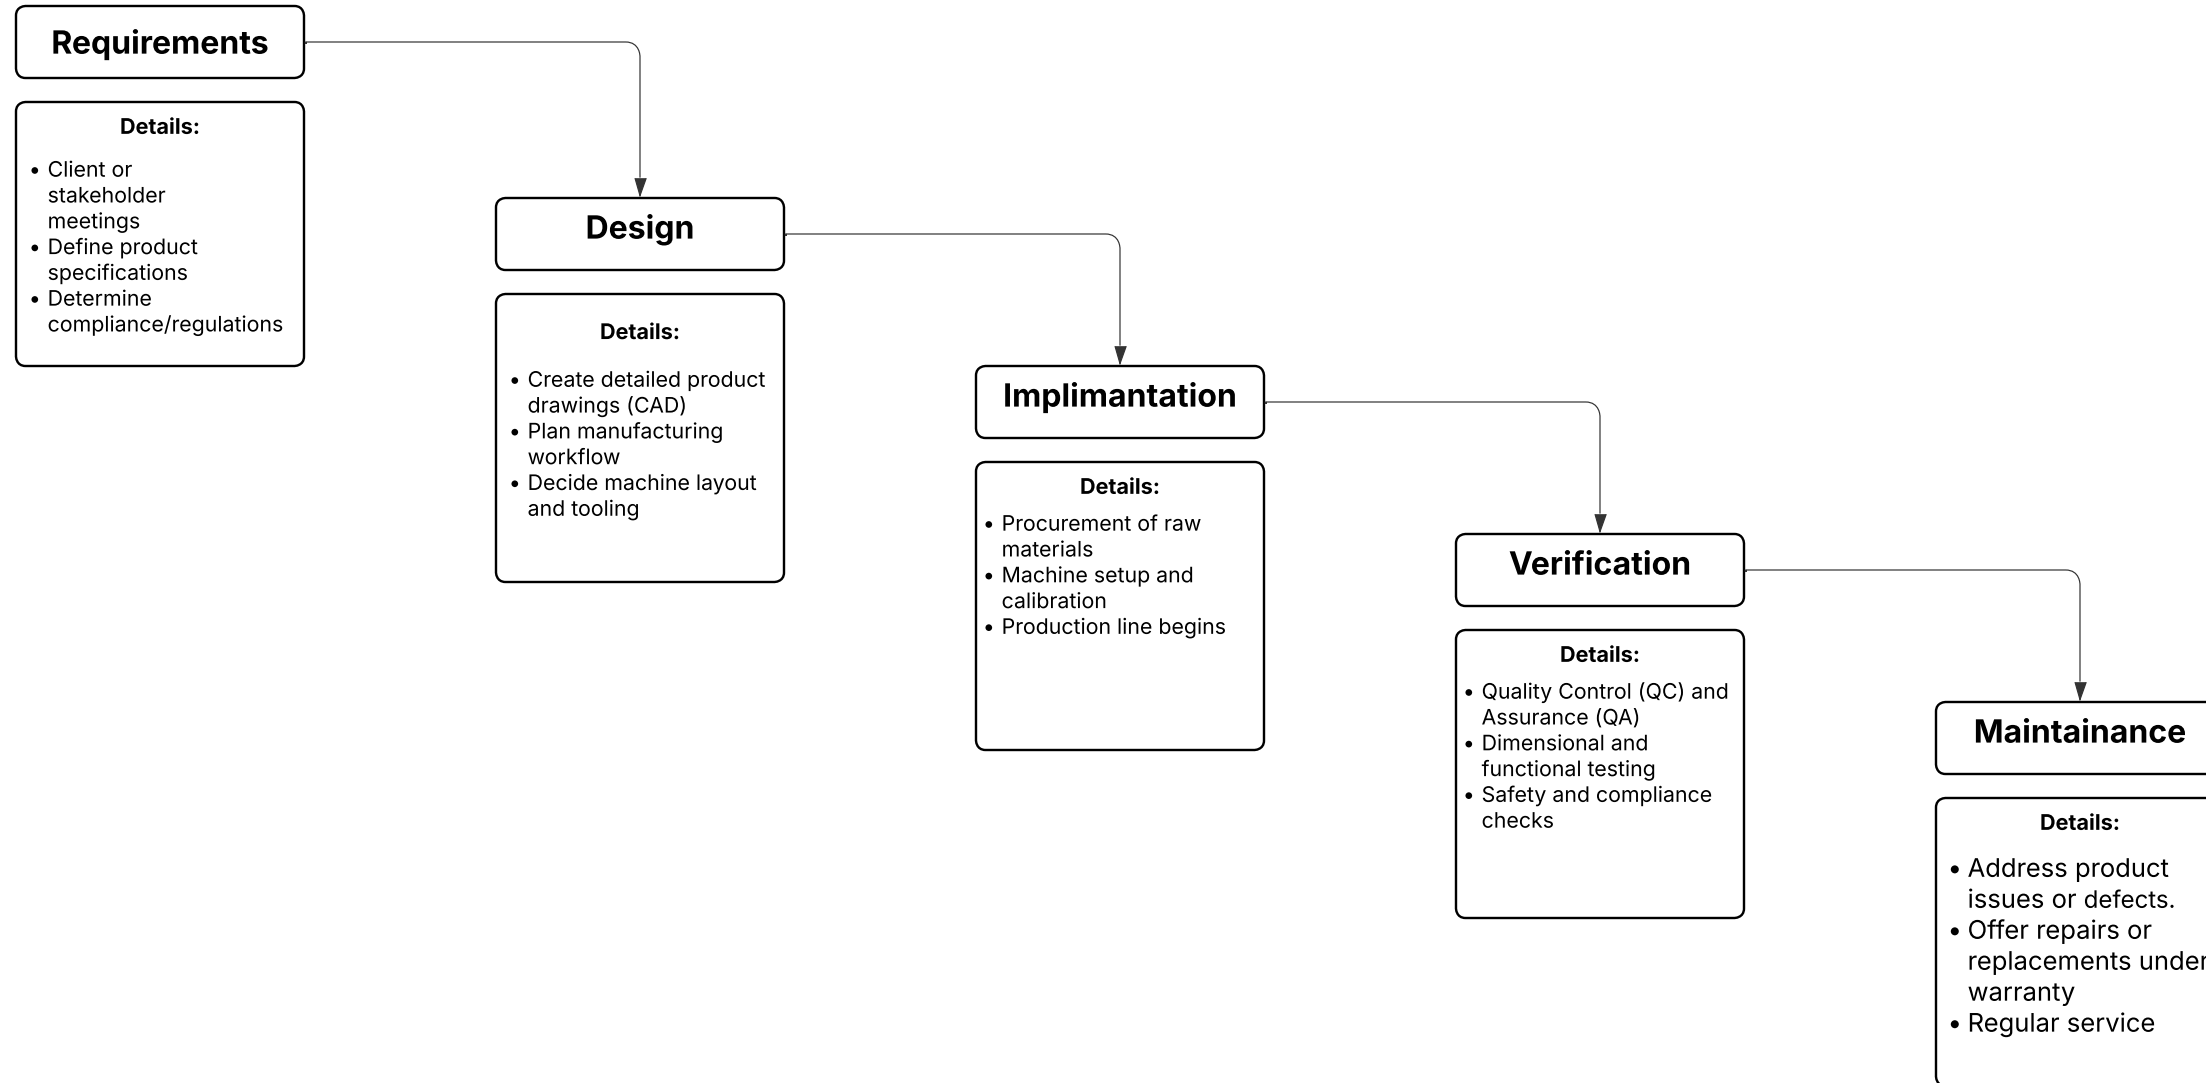 Requirements
Details:
• Client or
stakeholder
meetings
• Define product
specifications
• Determine
compliance/regulations
Design
Details:
• Create detailed product
drawings (CAD)
• Plan manufacturing
workflow
• Decide machine layout
and tooling
Implimantation
Details:
• Procurement of raw
materials
• Machine setup and
calibration
• Production line begins
Verification
Details:
• Quality Control (QC) and
Assurance (QA)
• Dimensional and
functional testing
• Safety and compliance
checks
Maintainance
Details:
• Address product
issues or defects.
• Offer repairs or
replacements under
warranty
• Regular service